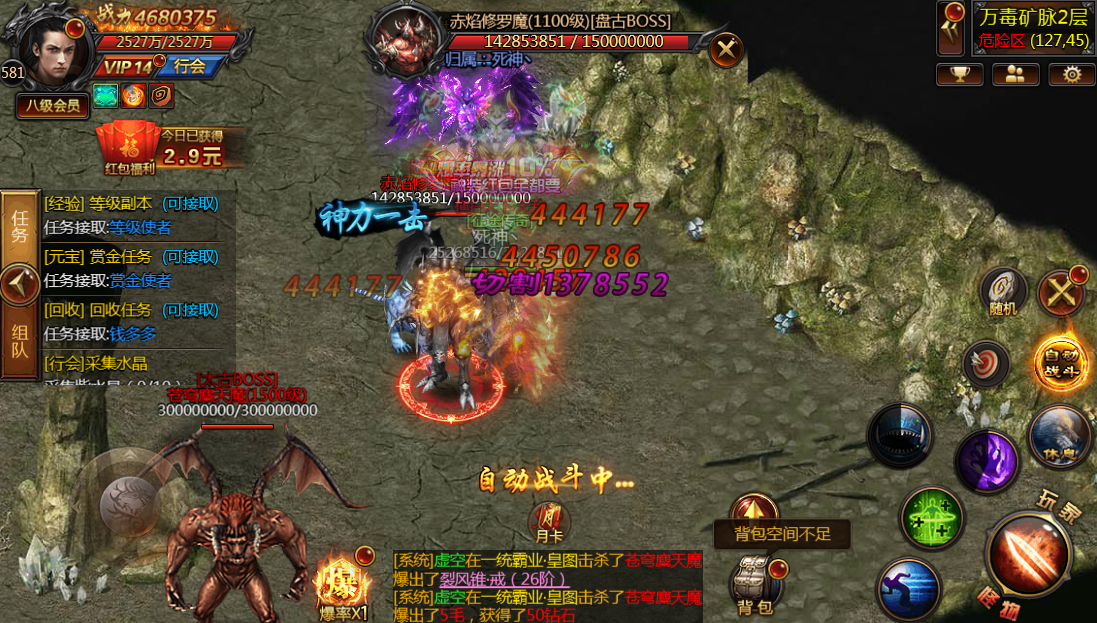 战力4680375
2527万/2527万
VIP14
行会
581
八级会员
红包福利
今日已获得
2.9元
赤焰修罗魔(1100级)[盘古BOSS]
142853851 / 150000000
归属：死神丶
万毒矿脉2层
危险区 (127,45)
任务
组队
[经验] 等级副本 (可接取)
任务接取:等级使者
[元宝] 赏金任务 (可接取)
任务接取:赏金使者
[回收] 回收任务 (可接取)
任务接取:钱多多
[行会]采集水晶
142853851/150000000
神力一击
444177
死神丶
4450786
444177
切割1378552
[太古BOSS]
苍穹麋天魔(1500级)
300000000/300000000
自动战斗中...
月卡
爆
爆率X1
[系统]虚空在一统霸业·皇图击杀了苍穹麋天魔
爆出了裂风锥·戒（26阶）
[系统]虚空在一统霸业·皇图击杀了苍穹麋天魔
爆出了5毛，获得了50钻石
背包空间不足
背包
随机
自动
战斗
休息
玩家
怪物